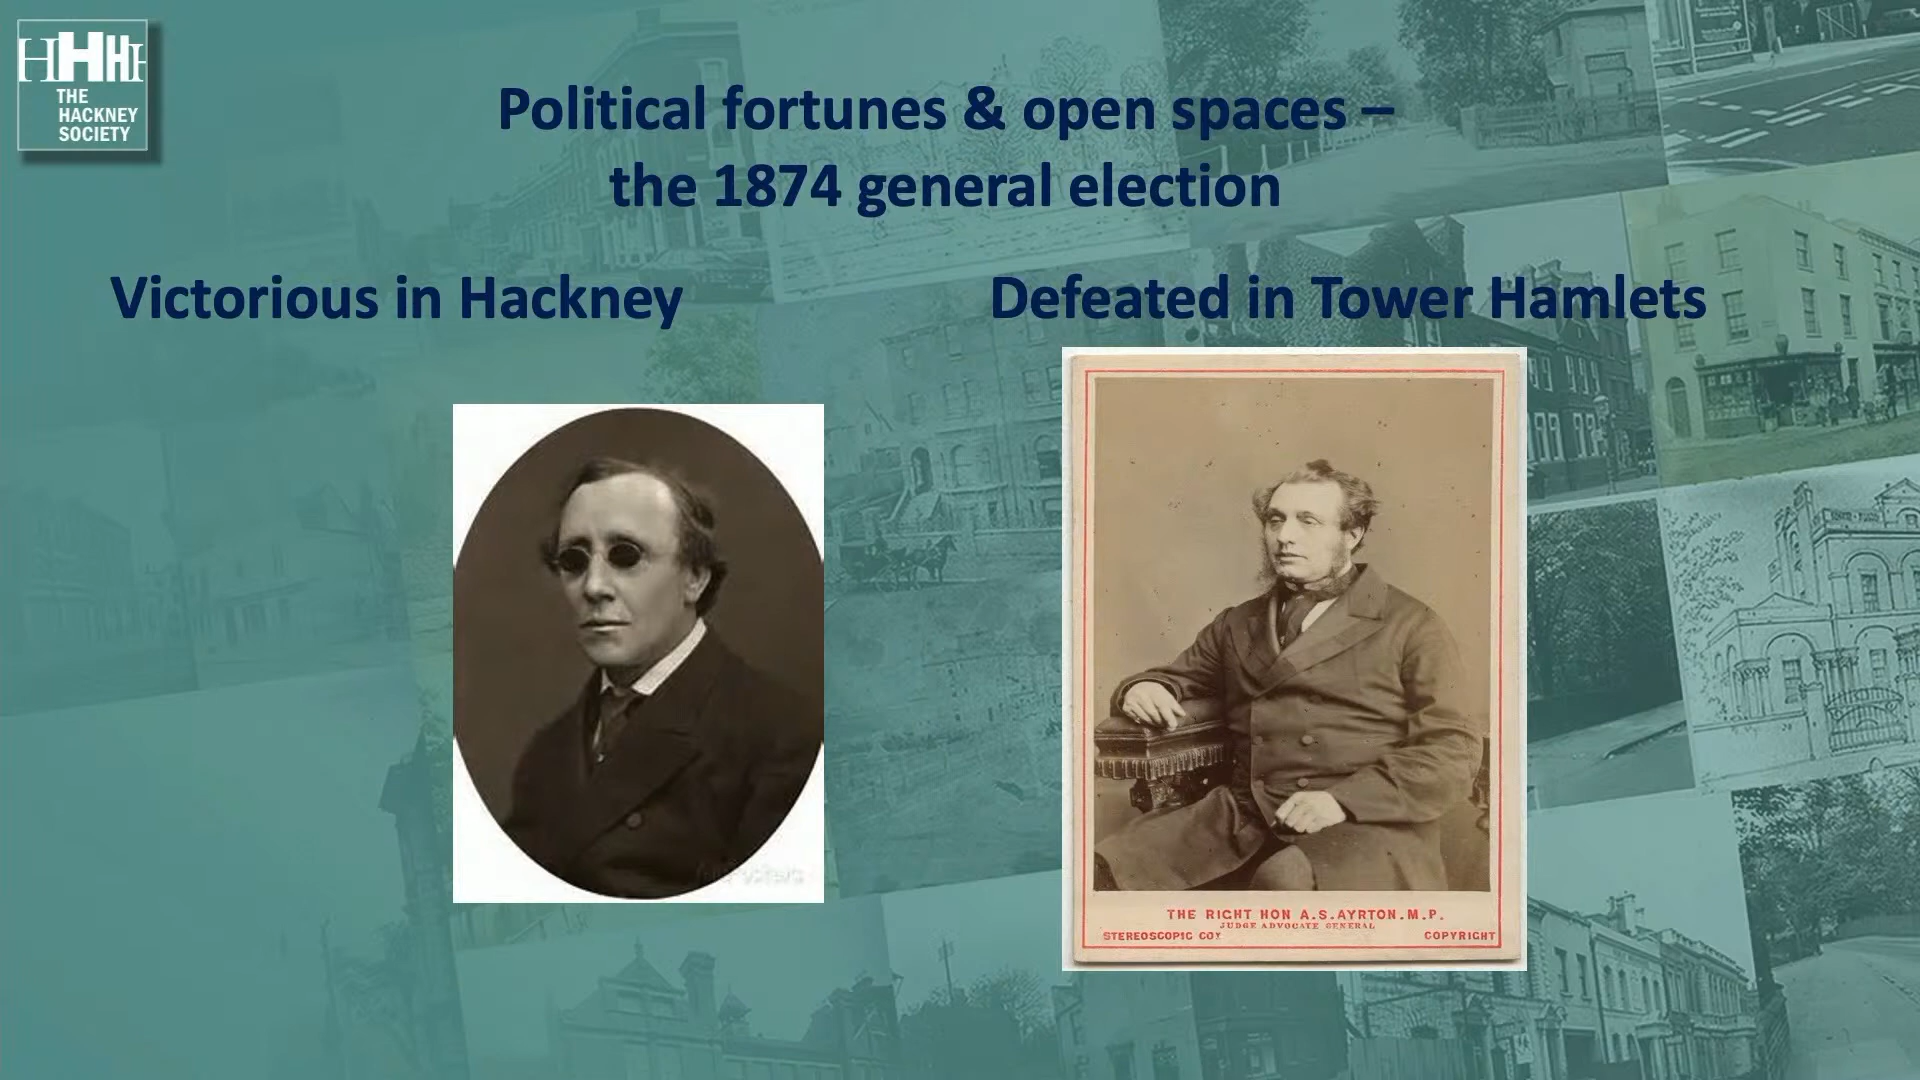 HHHH
THE
HACKNEY
SOCIETY
Political fortunes & open spaces –
the 1874 general election
Victorious in Hackney
Defeated in Tower Hamlets
THE RIGHT HON A.S.AYRTON.M.P.
JUDGE ADVOCATE GENERAL
STEREOSCOPIC COY
COPYRIGHT